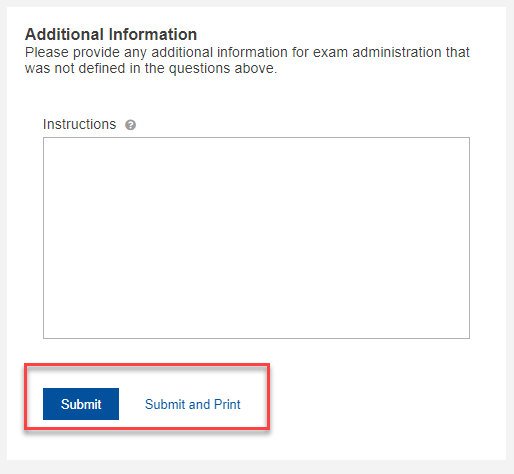 Additional Information
Please provide any additional information for exam administration that
was not defined in the questions above.
Instructions ?
Submit Submit and Print